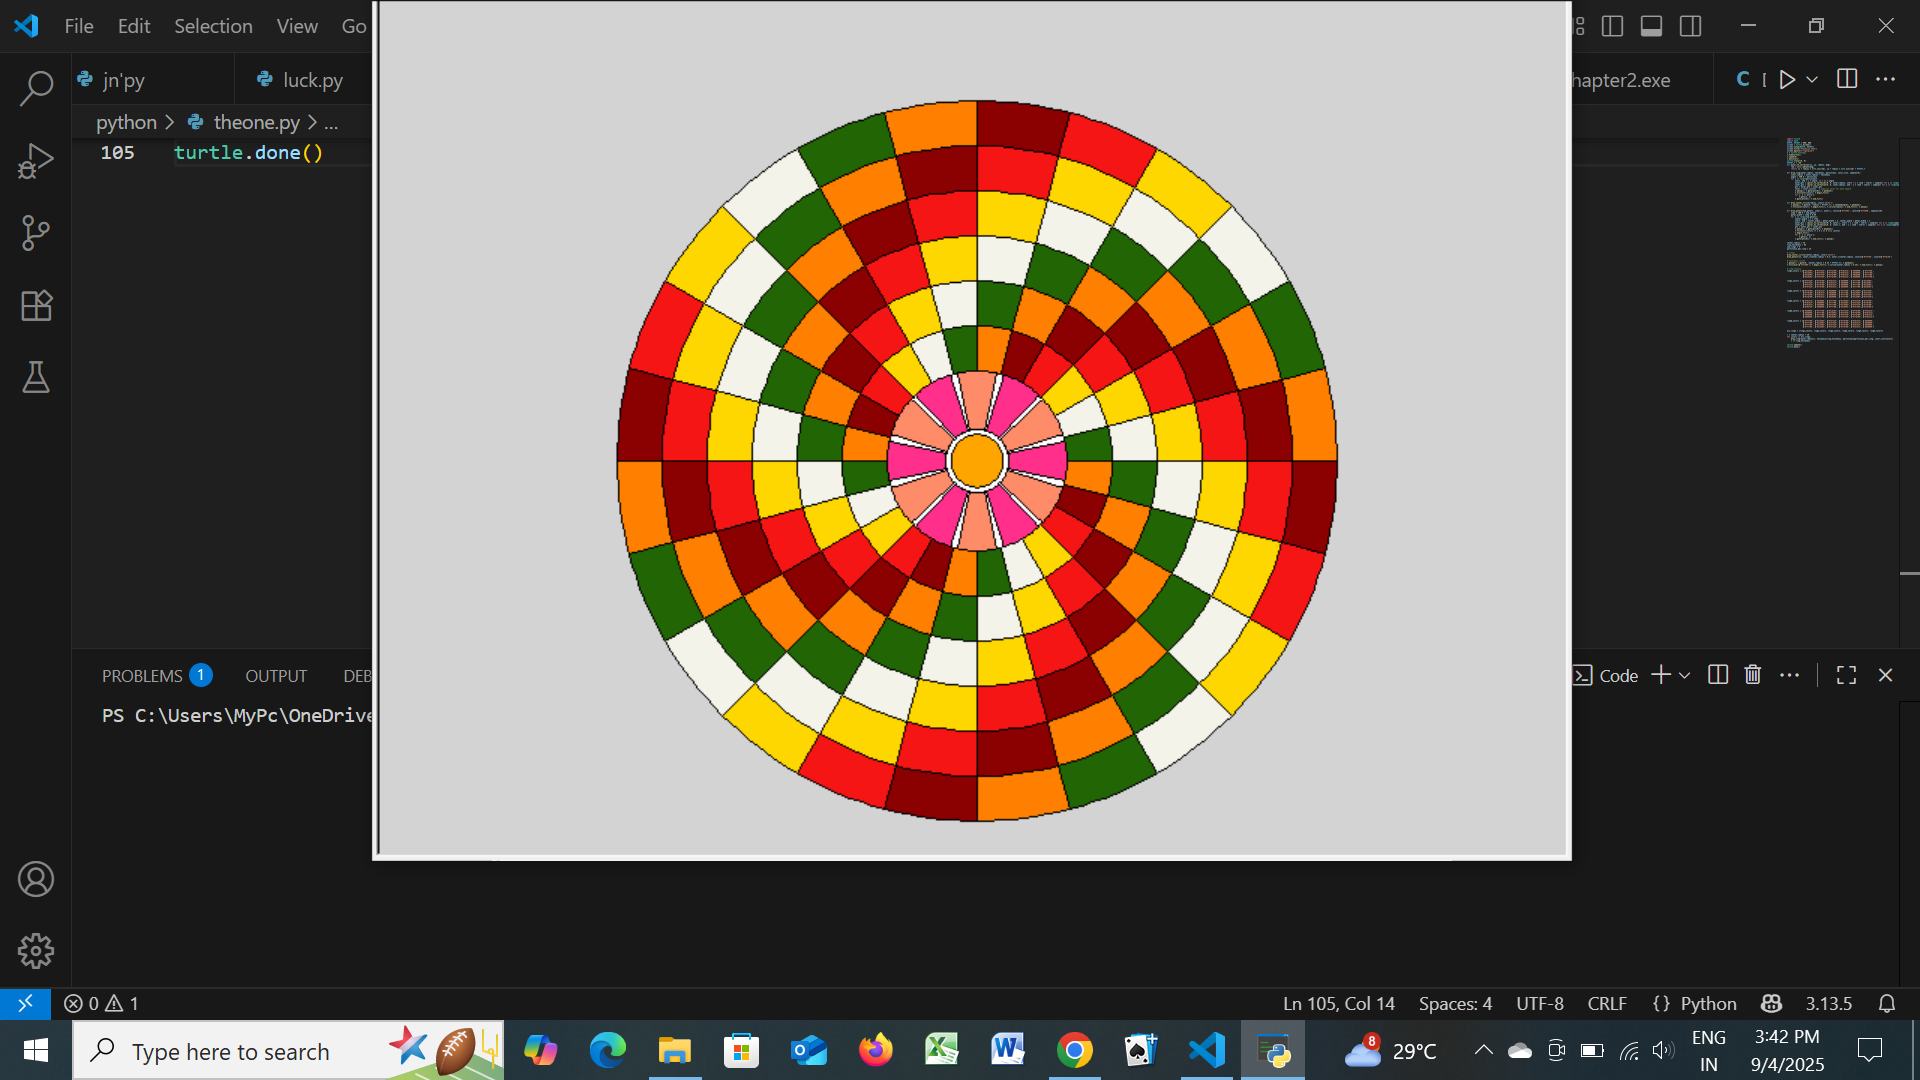 File Edit Selection View Go
jn'py luck.py hapter2.exe
python > theone.py > ...
105 turtle.done()
PROBLEMS 1 OUTPUT DEB Code
PS C:\Users\MyPc\OneDrive
0 1 Ln 105, Col 14 Spaces: 4 UTF-8 CRLF {} Python 3.13.5
Type here to search 8 29°C ENG IN 3:42 PM 9/4/2025